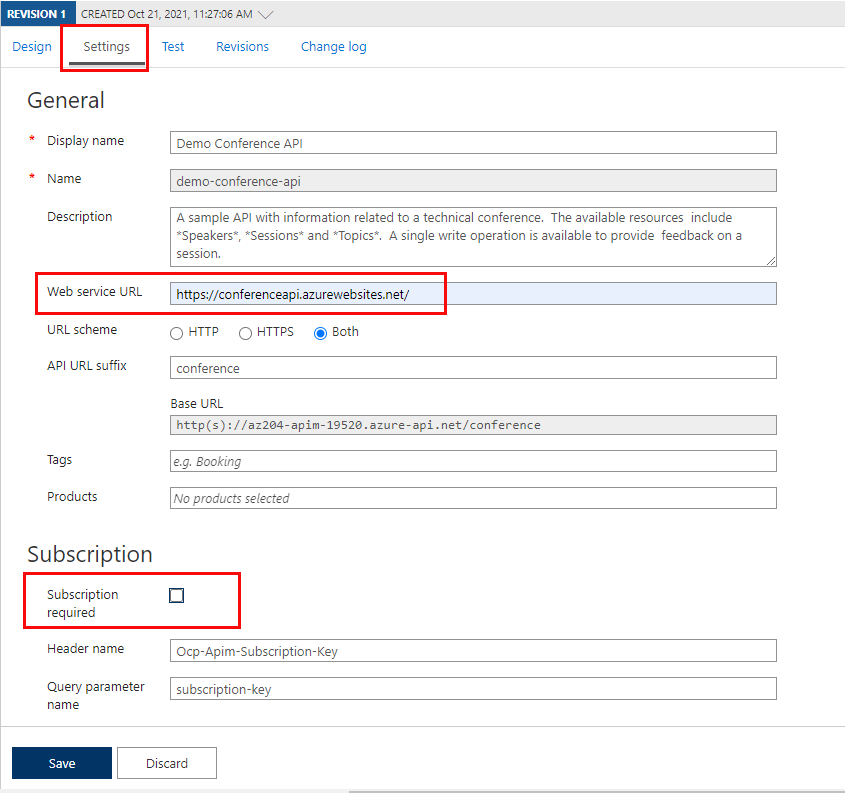 REVISION 1 CREATED Oct 21, 2021, 11:27:06 AM
Design Settings Test Revisions Change log
General
* Display name Demo Conference API
* Name demo-conference-api
Description A sample API with information related to a technical conference. The available resources include
*Speakers*, *Sessions* and *Topics*. A single write operation is available to provide feedback on a
session.
Web service URL https://conferenceapi.azurewebsites.net/
URL scheme HTTP HTTPS Both
API URL suffix conference
Base URL
http(s)://az204-apim-19520.azure-api.net/conference
Tags e.g. Booking
Products No products selected
Subscription
Subscription
required
Header name Ocp-Apim-Subscription-Key
Query parameter
name subscription-key
Save Discard